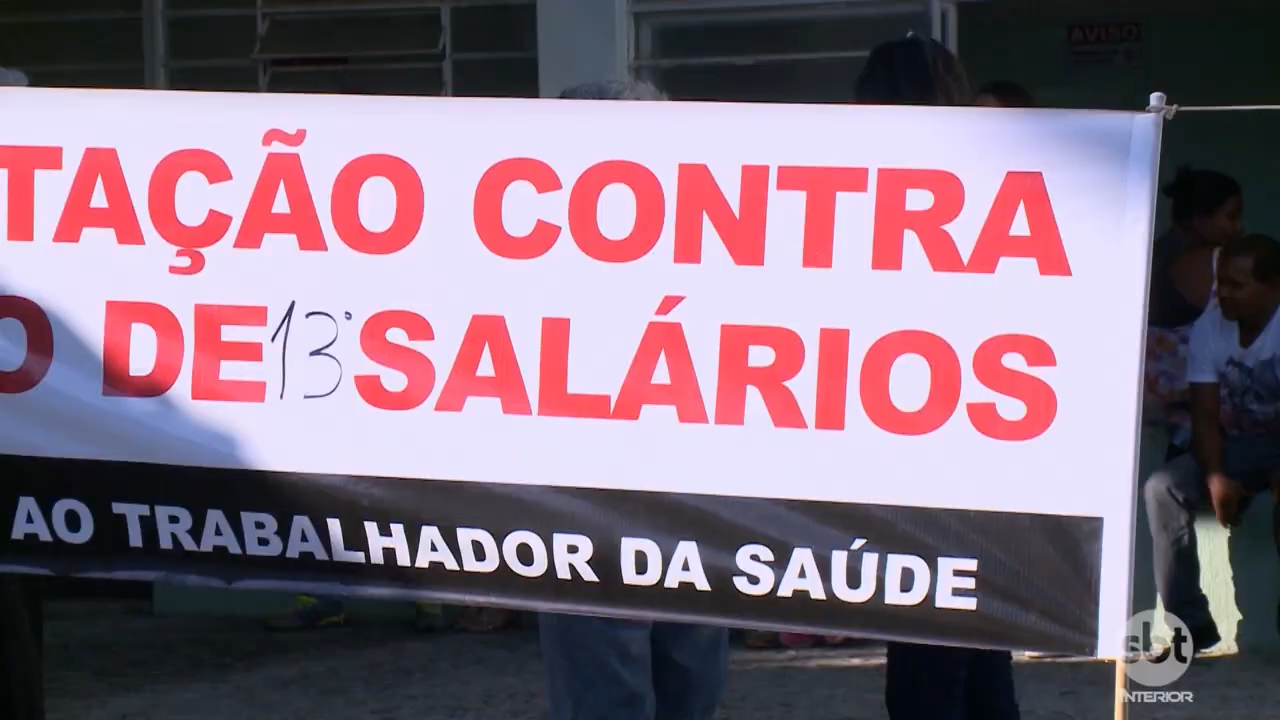 AVISO
TAÇÃO CONTRA
O DE 13º SALÁRIOS
AO TRABALHADOR DA SAÚDE
sbt
INTERIOR